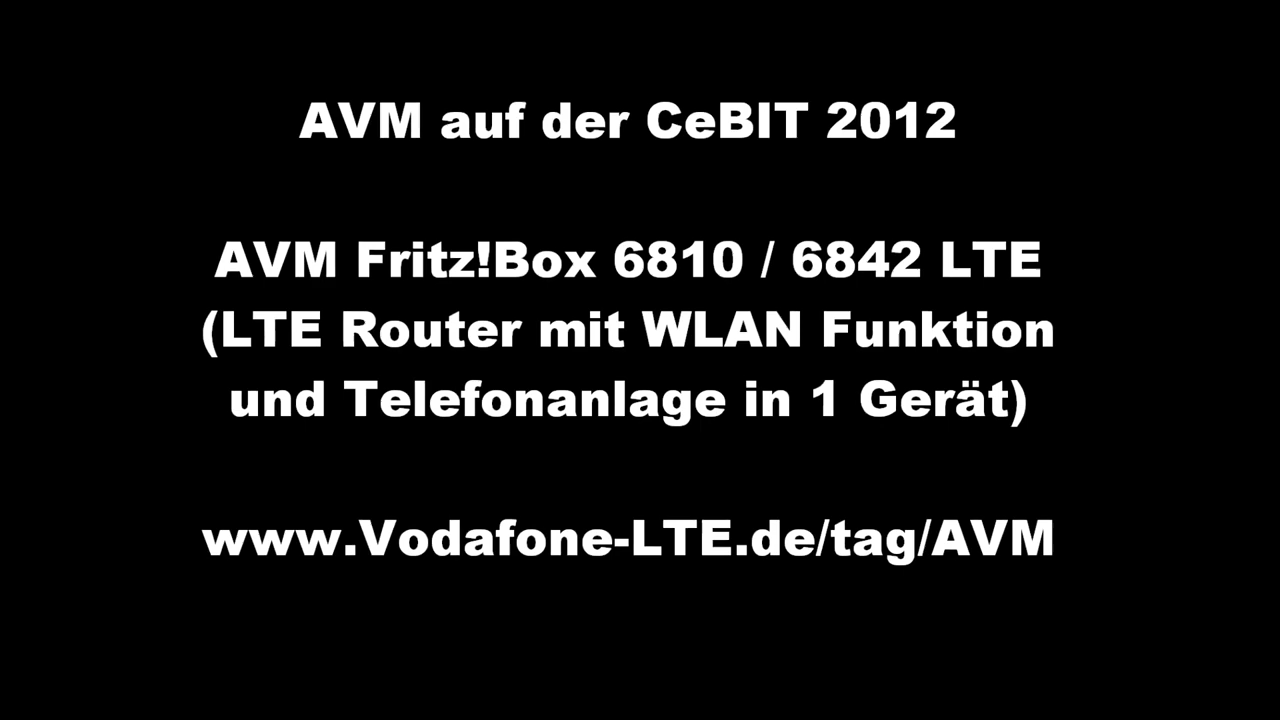 AVM auf der CeBIT 2012
AVM Fritz!Box 6810 / 6842 LTE
(LTE Router mit WLAN Funktion
und Telefonanlage in 1 Gerät)
www.Vodafone-LTE.de/tag/AVM